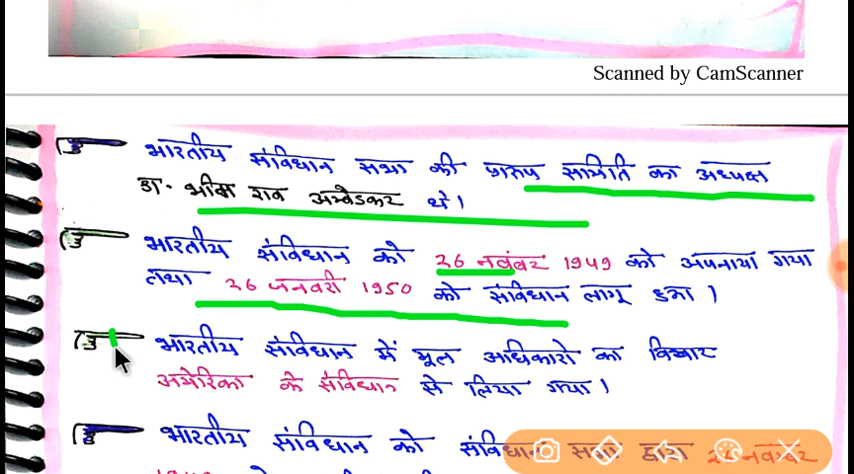 Scanned by CamScanner
भारतीय संविधान सभा की प्रारुप समिति का अध्यक्ष
डा. भीम राव अम्वेडकर थे।
भारतीय संविधान को 26 नवंबर 1949 को अपनाया गया
तथा 26 जनवरी 1950 को संविधान लागू हुआ।
भारतीय संविधान में मूल अधिकारो का विचार
अमेरिका के संविधान से लिया गया।
भारतीय संविधान को संविधान सभा द्वारा 26 नवम्बर